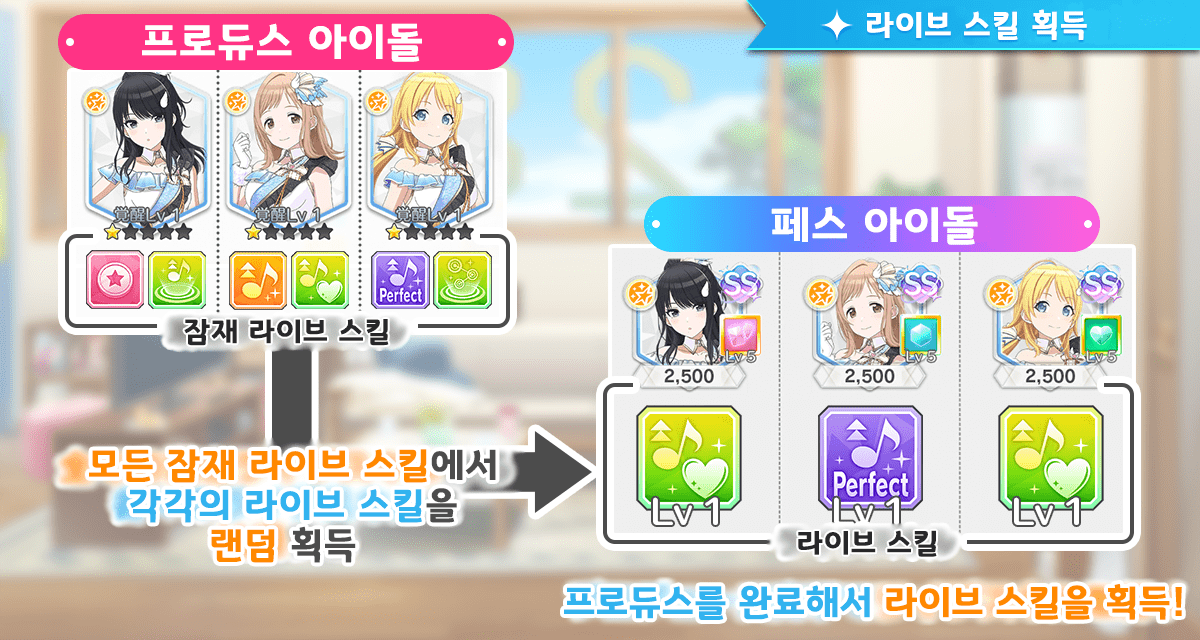 라이브 스킬 획득
프로듀스 아이돌
覚醒Lv 1
覚醒Lv 1
覚醒Lv 1
Perfect
잠재 라이브 스킬
페스 아이돌
SS
SS
SS
Lv 5
Lv 5
Lv 5
2,500
2,500
2,500
Perfect
Lv 1
Lv 1
Lv 1
라이브 스킬
모든 잠재 라이브 스킬에서
각각의 라이브 스킬을
랜덤 획득
프로듀스를 완료해서 라이브 스킬을 획득!